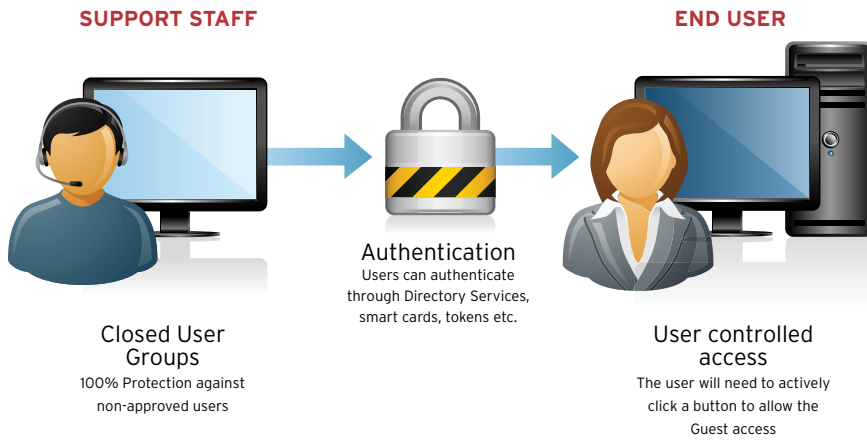 SUPPORT STAFF
END USER
Authentication
Users can authenticate
through Directory Services,
smart cards, tokens etc.
Closed User
Groups
100% Protection against
non-approved users
User controlled
access
The user will need to actively
click a button to allow the
Guest access